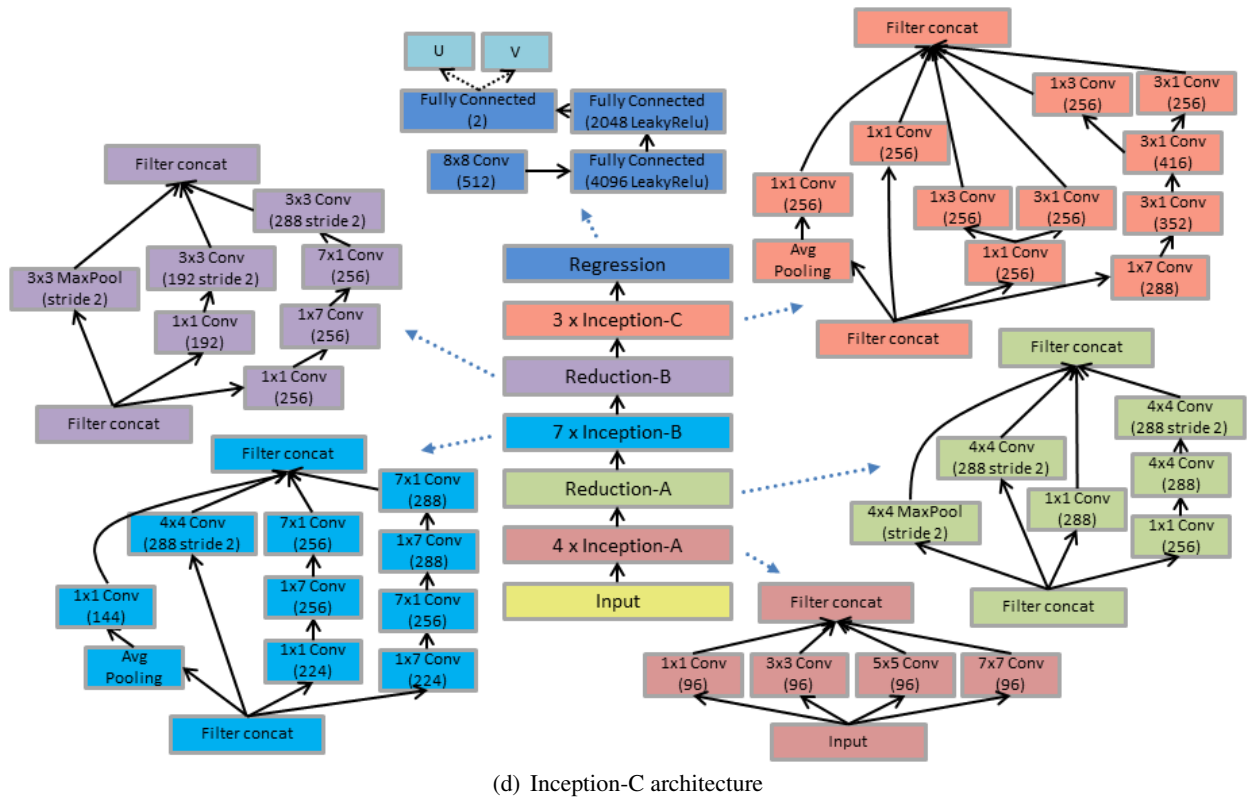 U
V
Fully Connected
(2)
Fully Connected
(2048 LeakyRelu)
8x8 Conv
(512)
Fully Connected
(4096 LeakyRelu)
Filter concat
3x3 Conv
(288 stride 2)
3x3 Conv
(192 stride 2)
7x1 Conv
(256)
3x3 MaxPool
(stride 2)
1x1 Conv
(192)
1x7 Conv
(256)
1x1 Conv
(256)
Filter concat
Filter concat
1x3 Conv
(256)
3x1 Conv
(256)
1x1 Conv
(256)
3x1 Conv
(416)
1x1 Conv
(256)
1x3 Conv
(256)
3x1 Conv
(256)
3x1 Conv
(352)
Avg
Pooling
1x1 Conv
(256)
1x7 Conv
(288)
Filter concat
Regression
3 x Inception-C
Reduction-B
7 x Inception-B
Reduction-A
4 x Inception-A
Input
Filter concat
7x1 Conv
(288)
4x4 Conv
(288 stride 2)
7x1 Conv
(256)
1x7 Conv
(288)
1x1 Conv
(144)
1x7 Conv
(256)
7x1 Conv
(256)
Avg
Pooling
1x1 Conv
(224)
1x7 Conv
(224)
Filter concat
Filter concat
4x4 Conv
(288 stride 2)
4x4 Conv
(288 stride 2)
4x4 Conv
(288)
4x4 MaxPool
(stride 2)
1x1 Conv
(288)
1x1 Conv
(256)
Filter concat
Filter concat
1x1 Conv
(96)
3x3 Conv
(96)
5x5 Conv
(96)
7x7 Conv
(96)
Input
(d) Inception-C architecture